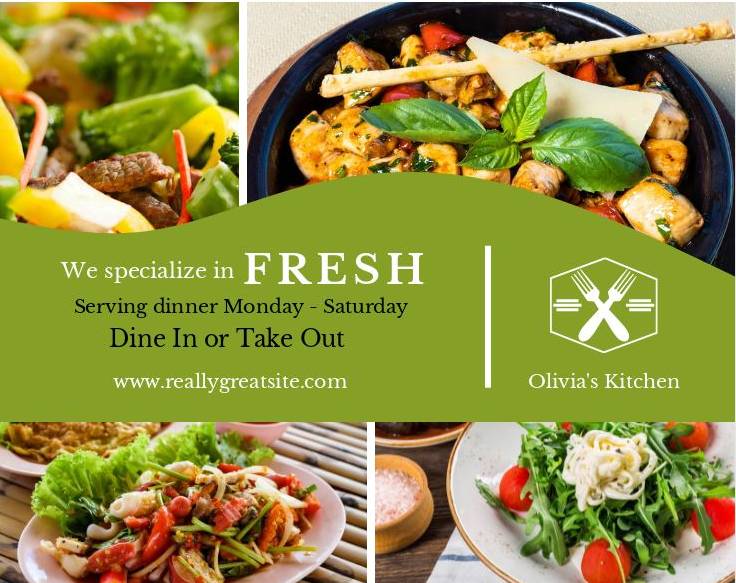 We specialize in FRESH
Serving dinner Monday - Saturday
Dine In or Take Out
www.reallygreatsite.com
Olivia's Kitchen